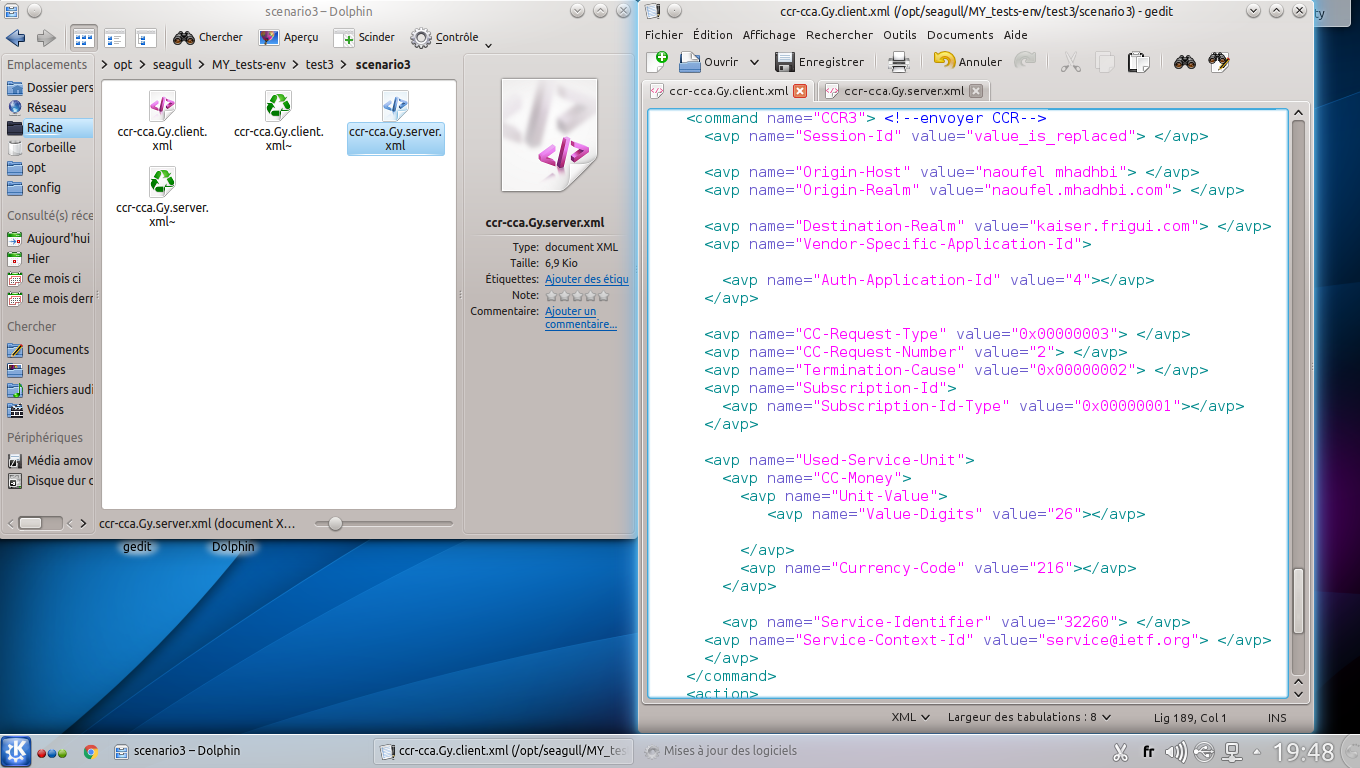 scenario3 – Dolphin
Chercher
Aperçu
Scinder
Contrôle
Emplacements
opt
seagull
MY_tests-env
test3
scenario3
Dossier pers
Réseau
Racine
Corbeille
opt
config
Consulté(s) réce
Aujourd'hui
Hier
Ce mois ci
Le mois dern
Chercher
Documents
Images
Fichiers audi
Vidéos
Périphériques
Média amov
Disque dur o
ccr-cca.Gy.client.
xml
ccr-cca.Gy.client.
xml~
ccr-cca.Gy.server.
xml
ccr-cca.Gy.server.
xml~
ccr-cca.Gy.server.xml
Type: document XML
Taille: 6,9 Kio
Étiquettes: Ajouter des étiqu
Note:
Commentaire: Ajouter un
commentaire...
ccr-cca.Gy.server.xml (document X...
gedit
Dolphin
ccr-cca.Gy.client.xml (/opt/seagull/MY_tests-env/test3/scenario3) - gedit
Fichier Édition Affichage Rechercher Outils Documents Aide
Ouvrir
Enregistrer
Annuler
ccr-cca.Gy.client.xml
ccr-cca.Gy.server.xml
<command name="CCR3"> <!--envoyer CCR-->
<avp name="Session-Id" value="value_is_replaced"> </avp>
<avp name="Origin-Host" value="naoufel mhadhbi"> </avp>
<avp name="Origin-Realm" value="naoufel.mhadhbi.com"> </avp>
<avp name="Destination-Realm" value="kaiser.frigui.com"> </avp>
<avp name="Vendor-Specific-Application-Id">
<avp name="Auth-Application-Id" value="4"></avp>
</avp>
<avp name="CC-Request-Type" value="0x00000003"> </avp>
<avp name="CC-Request-Number" value="2"> </avp>
<avp name="Termination-Cause" value="0x00000002"> </avp>
<avp name="Subscription-Id">
<avp name="Subscription-Id-Type" value="0x00000001"></avp>
</avp>
<avp name="Used-Service-Unit">
<avp name="CC-Money">
<avp name="Unit-Value">
<avp name="Value-Digits" value="26"></avp>
</avp>
<avp name="Currency-Code" value="216"></avp>
</avp>
<avp name="Service-Identifier" value="32260"> </avp>
<avp name="Service-Context-Id" value="service@ietf.org"> </avp>
</avp>
</command>
<action>
XML
Largeur des tabulations : 8
Lig 189, Col 1
INS
ty
scenario3 – Dolphin
ccr-cca.Gy.client.xml (/opt/seagull/MY_tes
Mises à jour des logiciels
fr
19:48